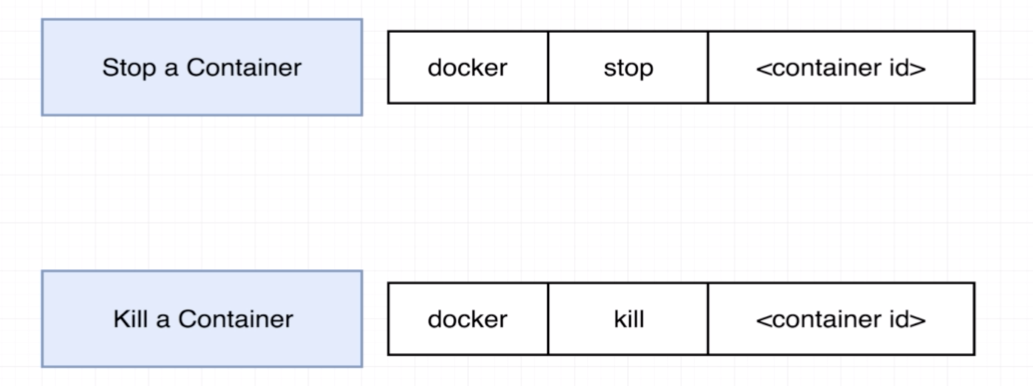 Stop a Container docker stop <container id>
Kill a Container docker kill <container id>